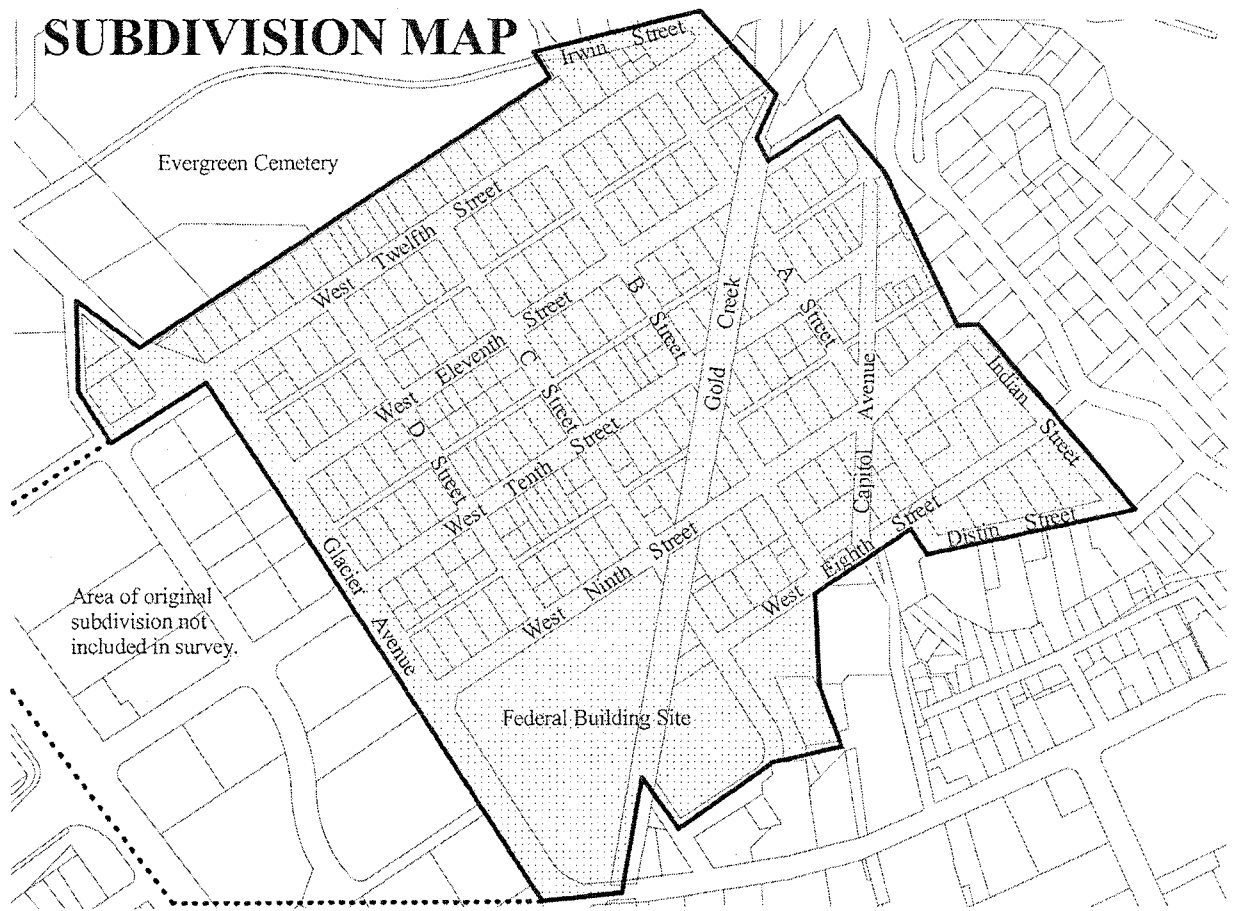 SUBDIVISION MAP
Irwin Street
Evergreen Cemetery
West Twelfth Street
West Eleventh Street
B Street
A Street
Gold Creek
C Street
D Street
West Tenth Street
Capitol Avenue
Indian Street
West Ninth Street
West Eighth Street
Distin Street
Glacier Avenue
Area of original
subdivision not
included in survey.
Federal Building Site